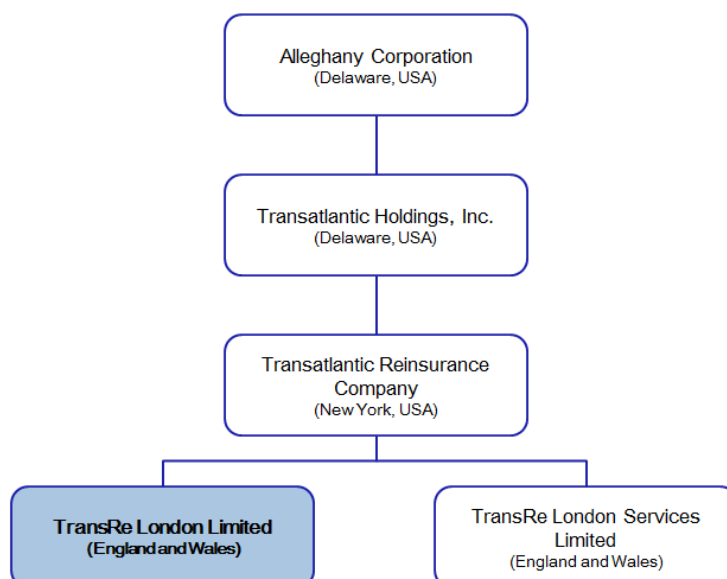 Alleghany Corporation
(Delaware, USA)
Transatlantic Holdings, Inc.
(Delaware, USA)
Transatlantic Reinsurance
Company
(New York, USA)
TransRe London Limited
(England and Wales)
TransRe London Services
Limited
(England and Wales)